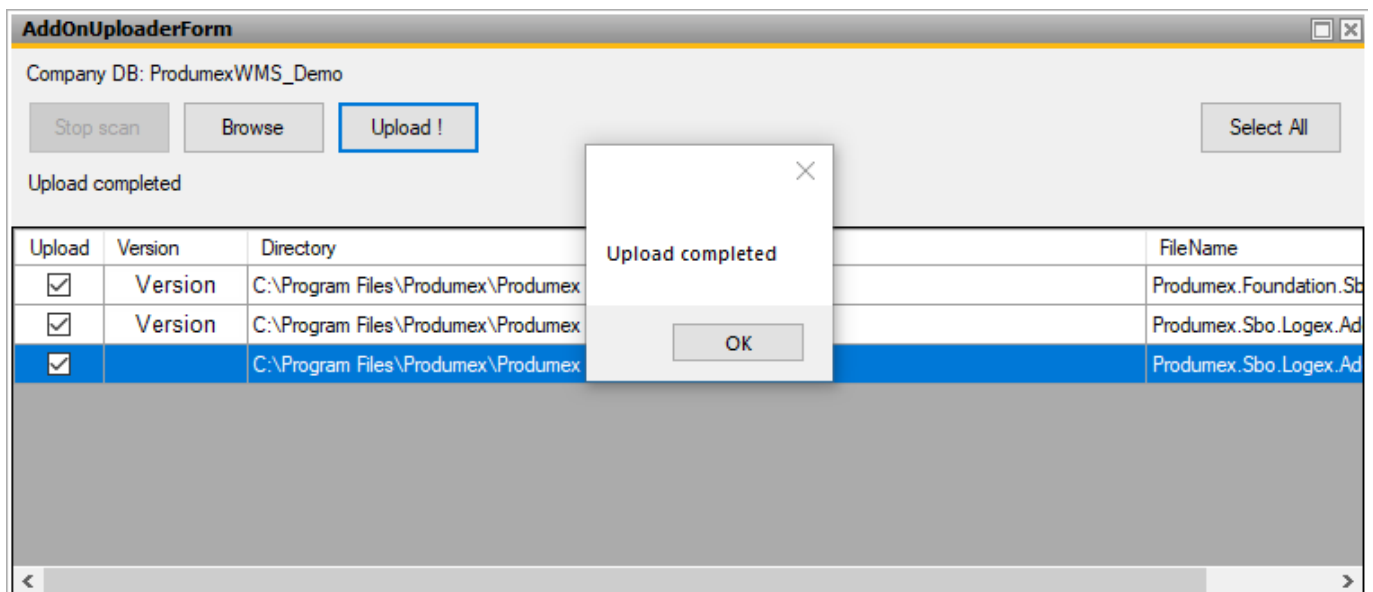 AddOnUploaderForm
Company DB: ProdumexWMS_Demo
Stop scan Browse Upload ! Select All
Upload completed
Upload Version Directory FileName
Version C:\Program Files\Produmex\Produmex Produmex.Foundation.Sb
Version C:\Program Files\Produmex\Produmex Produmex.Sbo.Logex.Ad
C:\Program Files\Produmex\Produmex Produmex.Sbo.Logex.Ad
Upload completed
OK